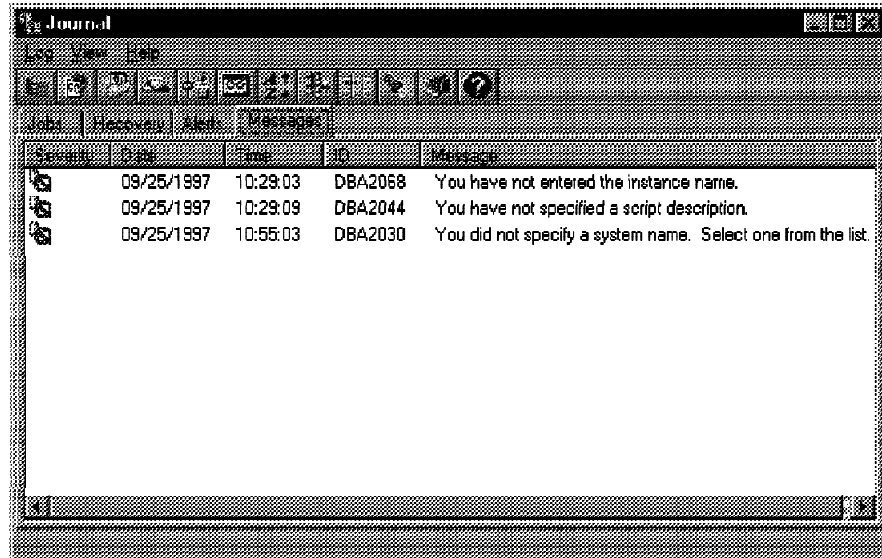 Journal
Log View Help
Jobs Recovery Alerts Messages
Severity Date Time ID Message
09/25/1997 10:29:03 DBA2068 You have not entered the instance name.
09/25/1997 10:29:09 DBA2044 You have not specified a script description.
09/25/1997 10:55:03 DBA2030 You did not specify a system name. Select one from the list.